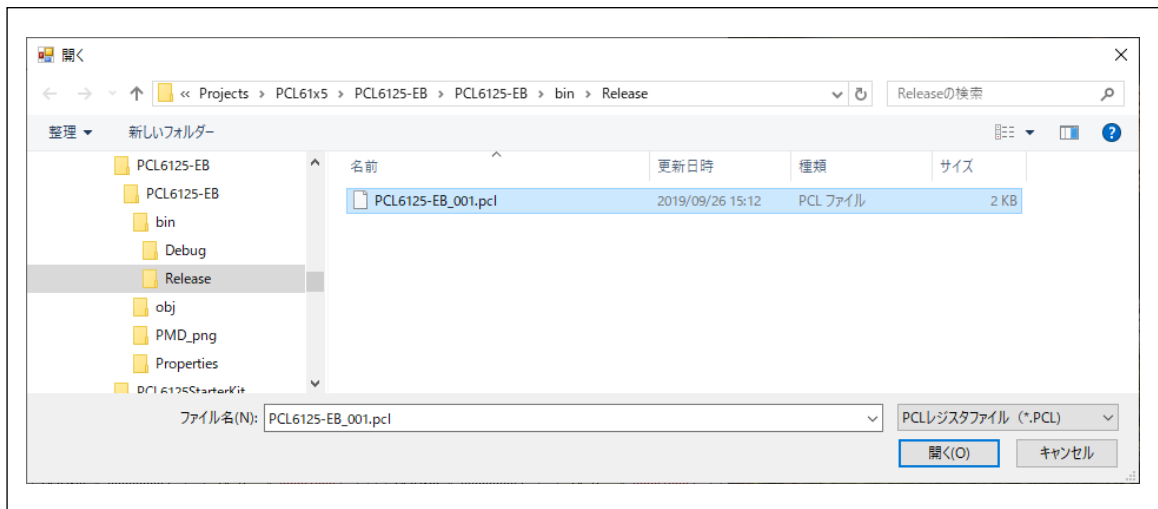 開く
« Projects › PCL61x5 › PCL6125-EB › PCL6125-EB › bin › Release
Releaseの検索
整理 新しいフォルダー
名前 更新日時 種類 サイズ
PCL6125-EB
PCL6125-EB
bin
Debug
Release
obj
PMD_png
Properties
PCL6125StarterKit
PCL6125-EB_001.pcl 2019/09/26 15:12 PCL ファイル 2 KB
ファイル名(N): PCL6125-EB_001.pcl PCLレジスタファイル (*.PCL)
開く(O) キャンセル